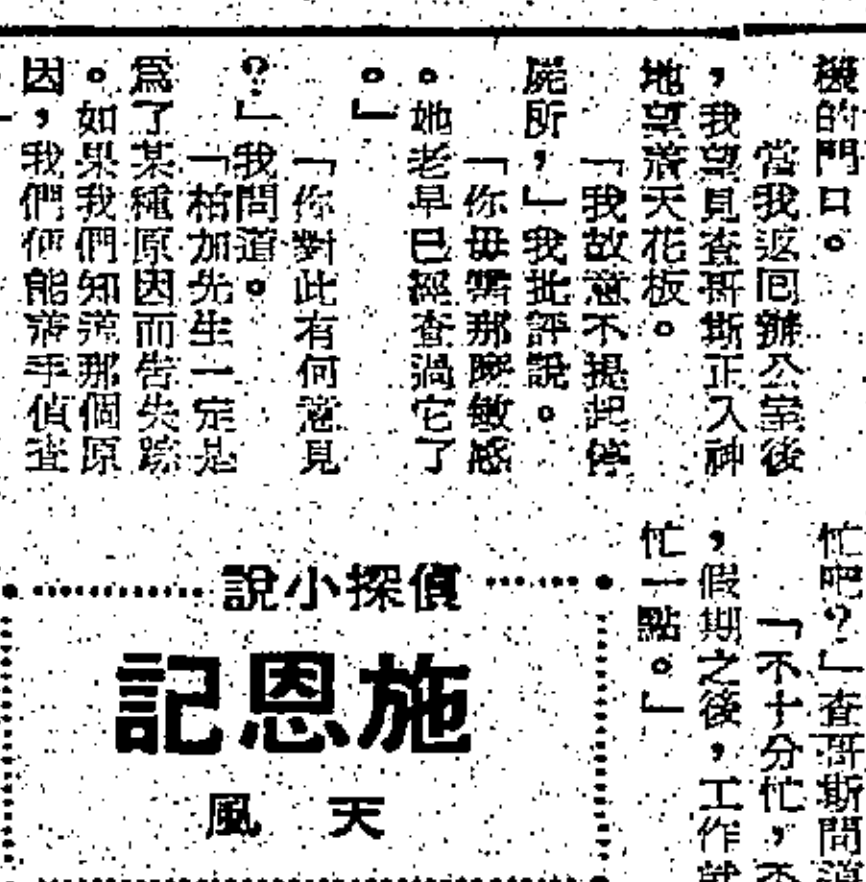 機的門口。
當我返囘辦公室後
，我望見查哥斯正入神
地望着天花板。
「我故意不提起停
屍所，」我批評說。
「你毋需那麽敏感
。她老早已經查過它了
。」
「你對此有何意見
？」我問道。
「柏加先生一定是
爲了某種原因而告失踪
。如果我們知道那個原
因，我們便能着手偵查
忙吧？」查哥斯問道
「不十分忙，不
，假期之後，工作就
忙一點。」
偵探小說
施恩記
天風